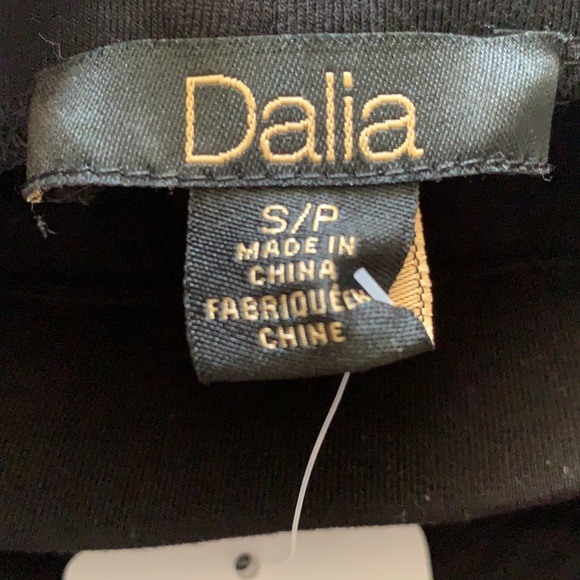 Dalia
S/P
MADE IN
CHINA
FABRIQUÉ EN
CHINE